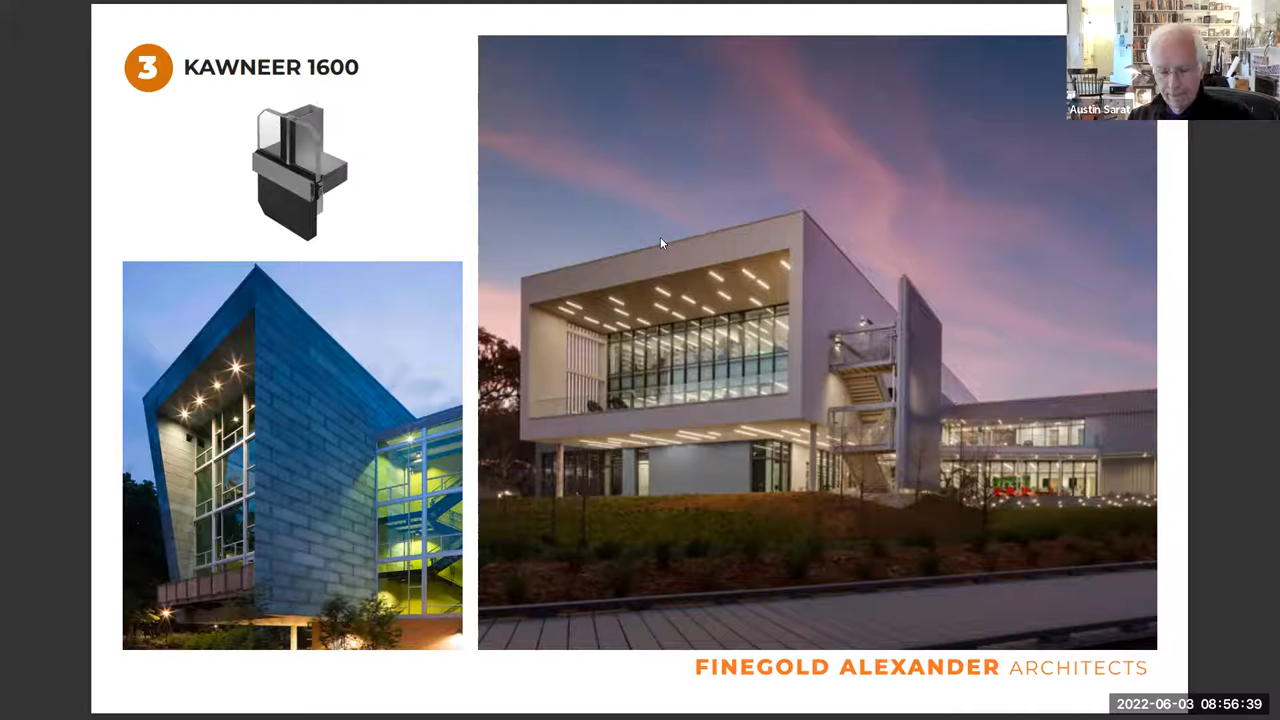 3 KAWNEER 1600
Austin Sarat
FINEGOLD ALEXANDER ARCHITECTS
2022-06-03 08:56:39